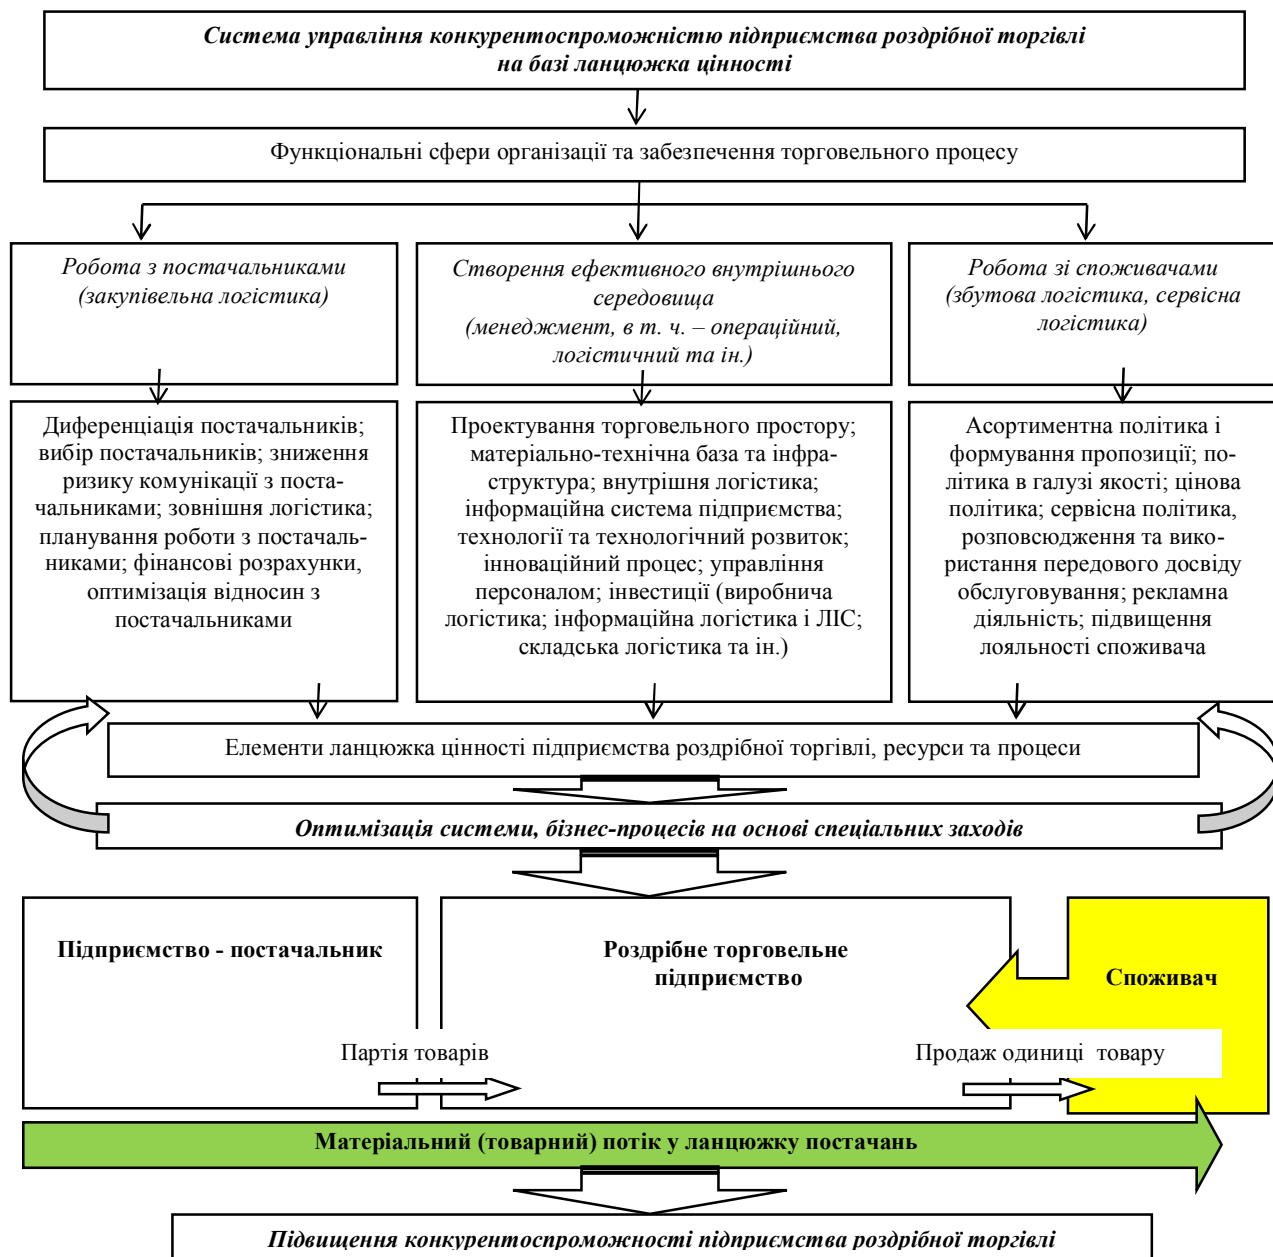 Система управління конкурентоспроможністю підприємства роздрібної торгівлі
на базі ланцюжка цінності
Функціональні сфери організації та забезпечення торговельного процесу
Робота з постачальниками
(закупівельна логістика)
Створення ефективного внутрішнього
середовища
(менеджмент, в т. ч. – операційний,
логістичний та ін.)
Робота зі споживачами
(збутова логістика, сервісна
логістика)
Диференціація постачальників;
вибір постачальників; зниження
ризику комунікації з поста-
чальниками; зовнішня логістика;
планування роботи з постачаль-
никами; фінансові розрахунки,
оптимізація відносин з
постачальниками
Проектування торговельного простору;
матеріально-технічна база та інфра-
структура; внутрішня логістика;
інформаційна система підприємства;
технології та технологічний розвиток;
інноваційний процес; управління
персоналом; інвестиції (виробнича
логістика; інформаційна логістика і ЛІС;
складська логістика та ін.)
Асортиментна політика і
формування пропозиції; по-
літика в галузі якості; цінова
політика; сервісна політика,
розповсюдження та вико-
ристання передового досвіду
обслуговування; рекламна
діяльність; підвищення
лояльності споживача
Елементи ланцюжка цінності підприємства роздрібної торгівлі, ресурси та процеси
Оптимізація системи, бізнес-процесів на основі спеціальних заходів
Підприємство - постачальник
Роздрібне торговельне
підприємство
Споживач
Партія товарів
Продаж одиниці товару
Матеріальний (товарний) потік у ланцюжку постачань
Підвищення конкурентоспроможності підприємства роздрібної торгівлі